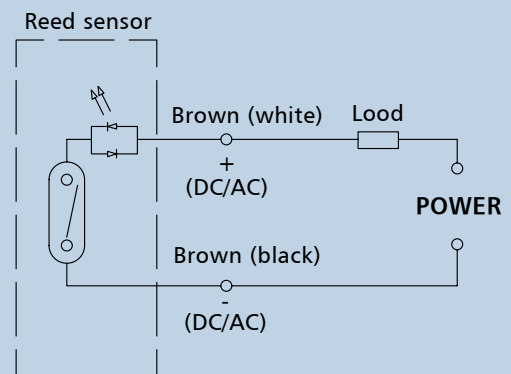 Reed sensor
Brown (white)
Lood
+
(DC/AC)
POWER
Brown (black)
-
(DC/AC)